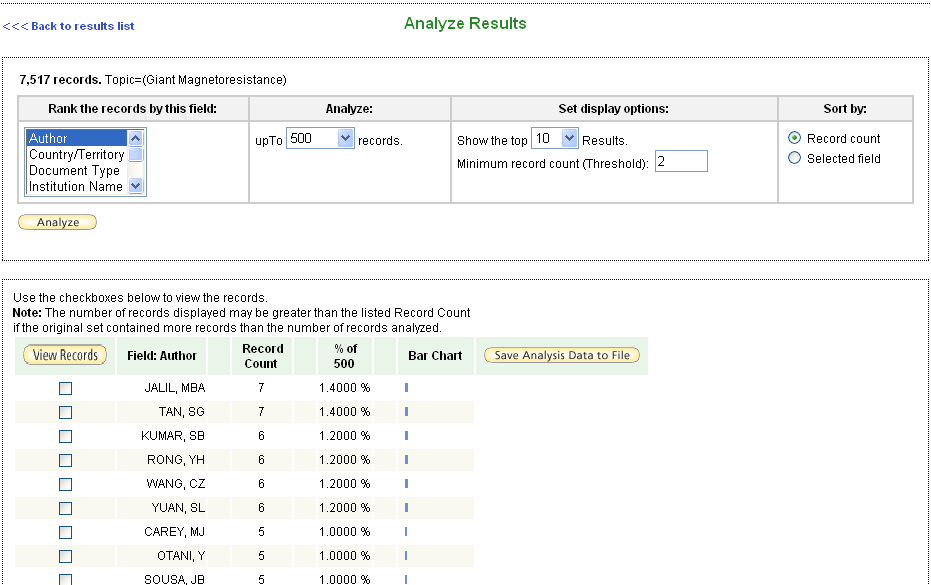 <<< Back to results list
Analyze Results
7,517 records. Topic=(Giant Magnetoresistance)
Rank the records by this field: Analyze: Set display options: Sort by:
Author
Country/Territory
Document Type
Institution Name
upTo 500 records.
Show the top 10 Results.
Minimum record count (Threshold): 2
Record count
Selected field
Analyze
Use the checkboxes below to view the records.
Note: The number of records displayed may be greater than the listed Record Count
if the original set contained more records than the number of records analyzed.
View Records Field: Author Record Count % of 500 Bar Chart Save Analysis Data to File
JALIL, MBA 7 1.4000 %
TAN, SG 7 1.4000 %
KUMAR, SB 6 1.2000 %
RONG, YH 6 1.2000 %
WANG, CZ 6 1.2000 %
YUAN, SL 6 1.2000 %
CAREY, MJ 5 1.0000 %
OTANI, Y 5 1.0000 %
SOUSA, JB 5 1.0000 %